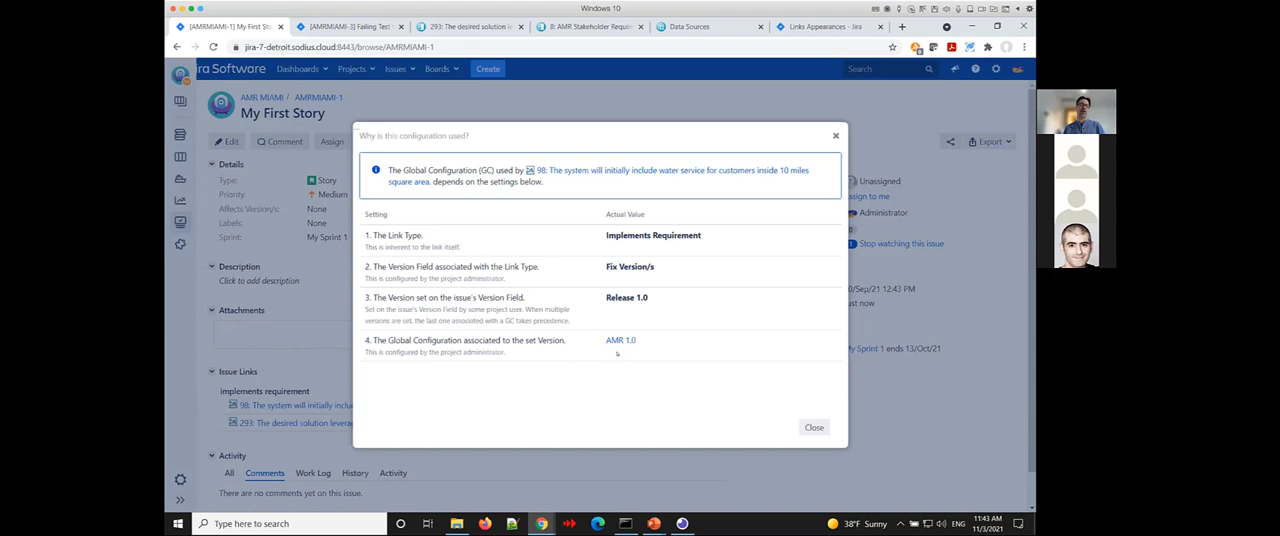 Windows 10
[AMRMIAMI-1] My First Sto
[AMRMIAMI-3] Failing Test
293: The desired solution le
8: AMR Stakeholder Require
Data Sources
Links Appearances - Jira
jira-7-detroit.sodius.cloud:8443/browse/AMRMIAMI-1
ira Software
Dashboards
Projects
Issues
Boards
Create
Search
AMR MIAMI / AMRMIAMI-1
My First Story
Edit
Comment
Assign
Export
Why is this configuration used?
The Global Configuration (GC) used by 98: The system will initially include water service for customers inside 10 miles
square area. depends on the settings below.
Setting
Actual Value
1. The Link Type.
Implements Requirement
This is inherent to the link itself.
2. The Version Field associated with the Link Type.
Fix Version/s
This is configured by the project administrator.
3. The Version set on the issue's Version Field.
Release 1.0
Set on the issue's Version Field by some project user. When multiple
versions are set, the last one associated with a GC takes precedence.
4. The Global Configuration associated to the set Version.
AMR 1.0
This is configured by the project administrator.
Close
Details
Type:
Story
Priority:
Medium
Affects Version/s:
None
Labels:
None
Sprint:
My Sprint 1
Description
Click to add description
Attachments
Issue Links
implements requirement
98: The system will initially inclu
293: The desired solution levera
Activity
All
Comments
Work Log
History
Activity
There are no comments yet on this issue.
Unassigned
ssign to me
Administrator
Stop watching this issue
0/Sep/21 12:43 PM
ust now
My Sprint 1 ends 13/Oct/21
Type here to search
38°F Sunny
ENG
11:43 AM
11/3/2021